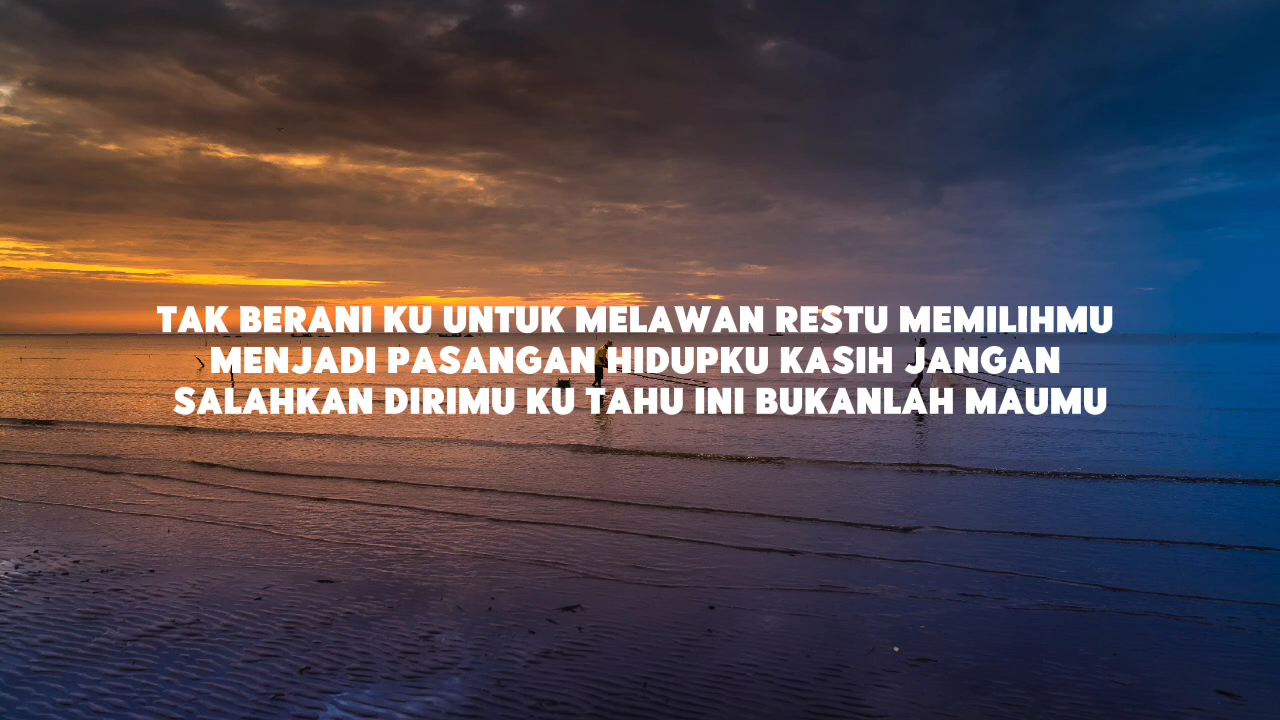 TAK BERANI KU UNTUK MELAWAN RESTU MEMILIHMU
MENJADI PASANGAN HIDUPKU KASIH JANGAN
SALAHKAN DIRIMU KU TAHU INI BUKANLAH MAUMU